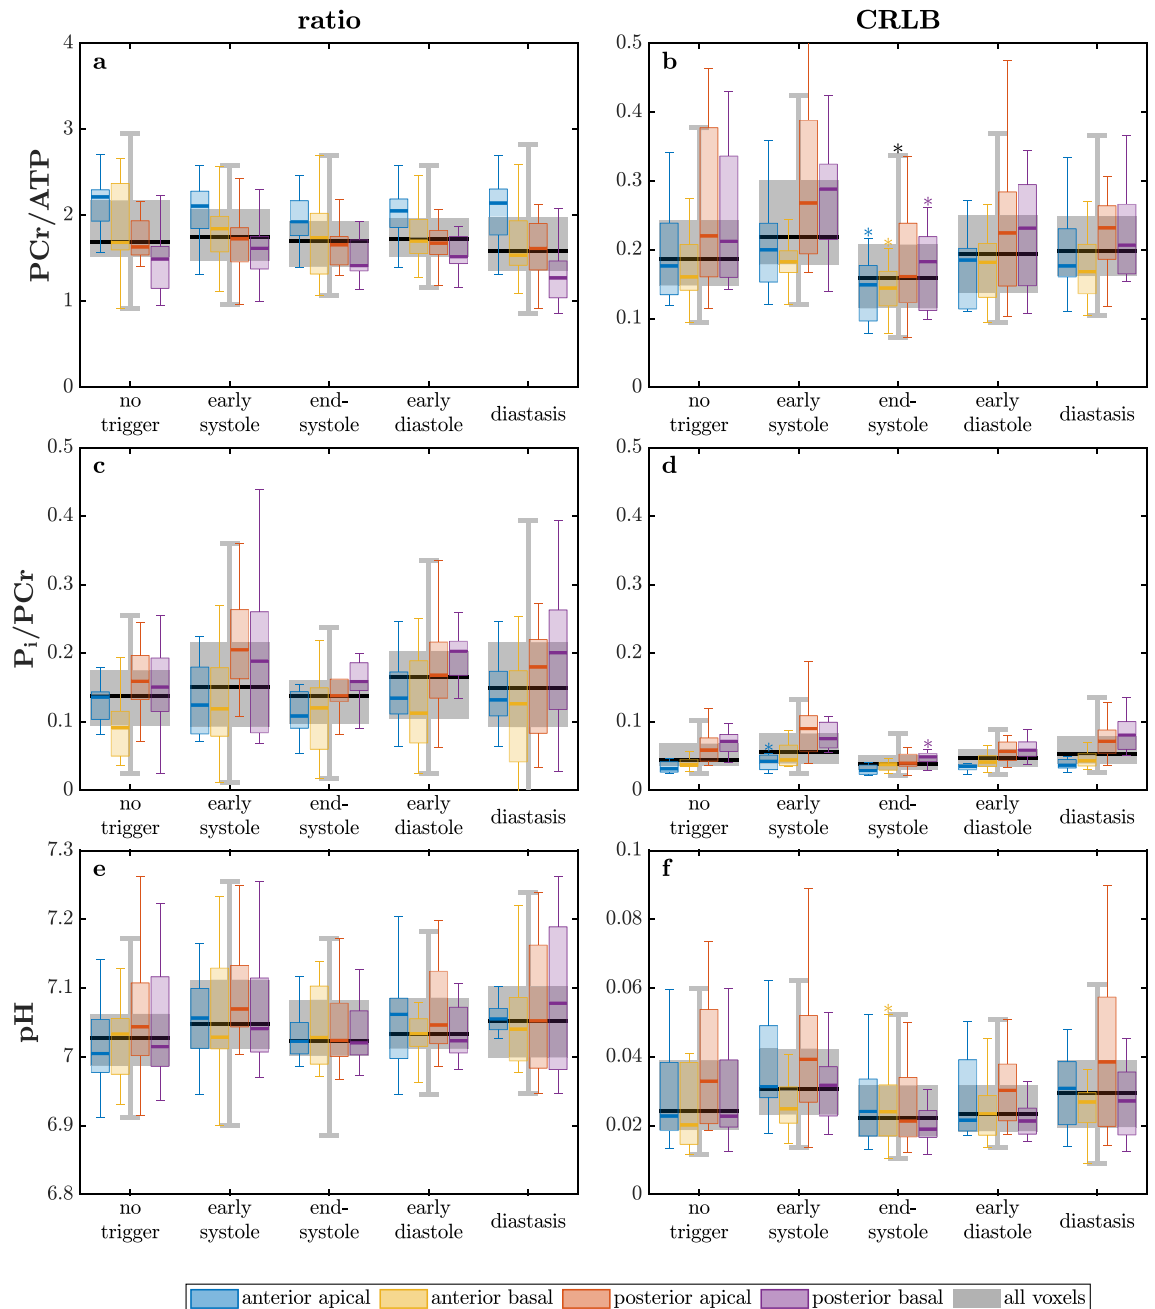 ratio
CRLB
PCr/ATP
a
4
3
2
1
0
no trigger
early systole
end-systole
early diastole
diastasis
b
0.5
0.4
0.3
0.2
0.1
0
*
*
*
*
no trigger
early systole
end-systole
early diastole
diastasis
Pi/PCr
c
0.5
0.4
0.3
0.2
0.1
0
no trigger
early systole
end-systole
early diastole
diastasis
d
0.5
0.4
0.3
0.2
0.1
0
*
*
no trigger
early systole
end-systole
early diastole
diastasis
pH
e
7.3
7.2
7.1
7
6.9
6.8
no trigger
early systole
end-systole
early diastole
diastasis
f
0.1
0.08
0.06
0.04
0.02
0
*
no trigger
early systole
end-systole
early diastole
diastasis
anterior apical
anterior basal
posterior apical
posterior basal
all voxels